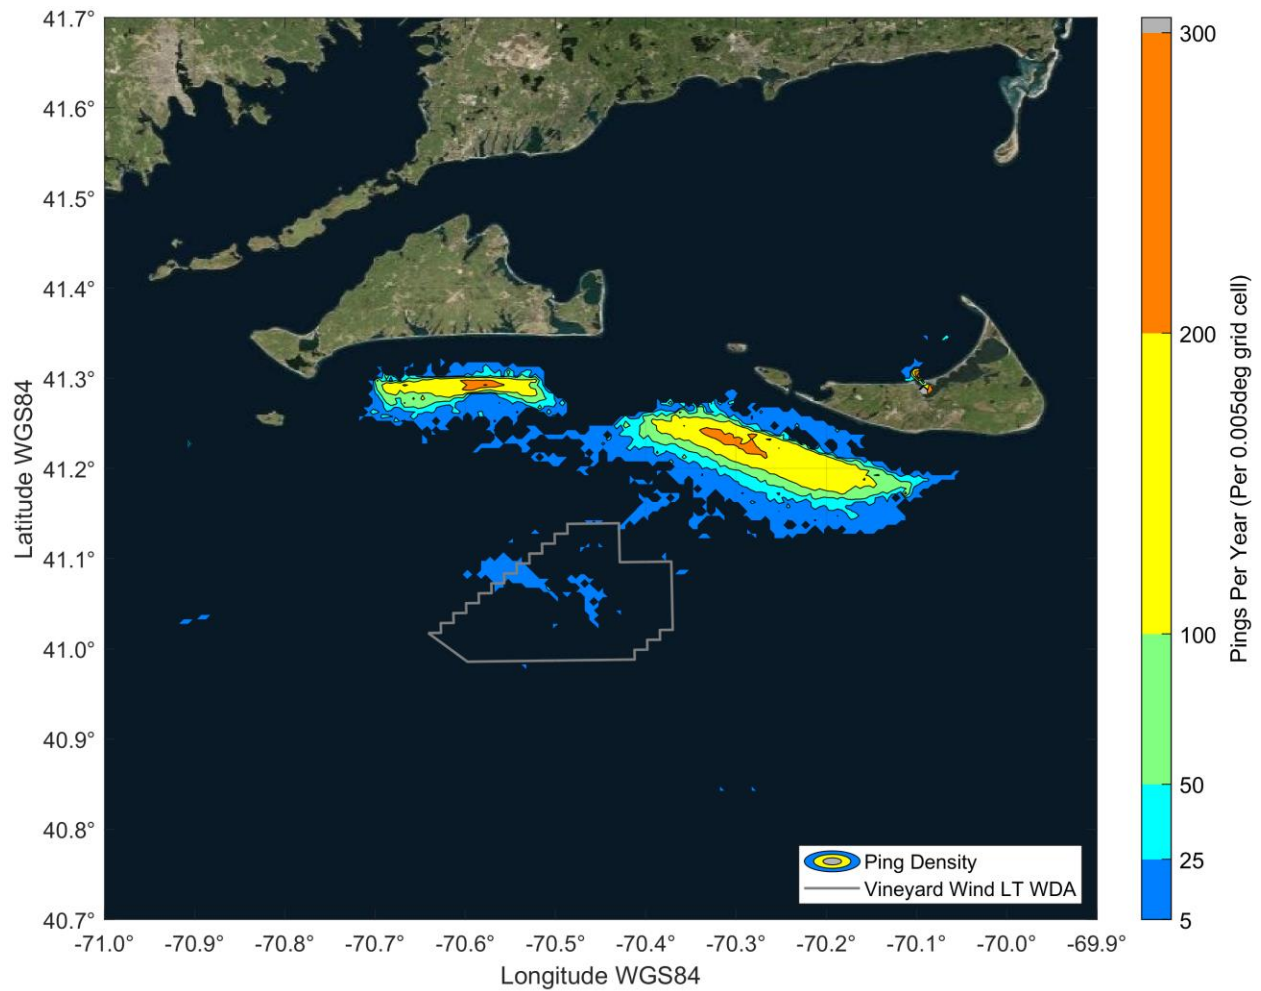 41.7°
41.6°
41.5°
41.4°
41.3°
41.2°
41.1°
41.0°
40.9°
40.8°
40.7°
Latitude WGS84
-71.0° -70.9° -70.8° -70.7° -70.6° -70.5° -70.4° -70.3° -70.2° -70.1° -70.0° -69.9°
Longitude WGS84
Ping Density
Vineyard Wind LT WDA
300
200
100
50
25
5
Pings Per Year (Per 0.005deg grid cell)